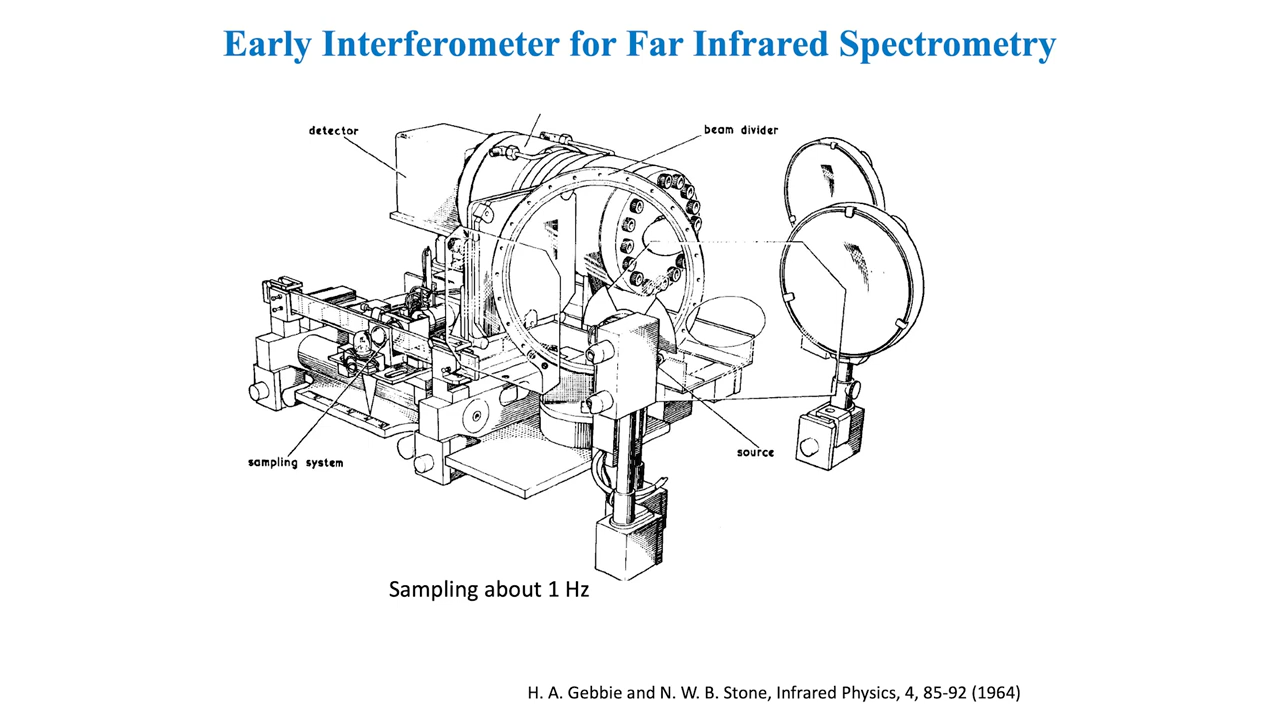 Early Interferometer for Far Infrared Spectrometry
detector
beam divider
source
sampling system
Sampling about 1 Hz
H. A. Gebbie and N. W. B. Stone, Infrared Physics, 4, 85-92 (1964)